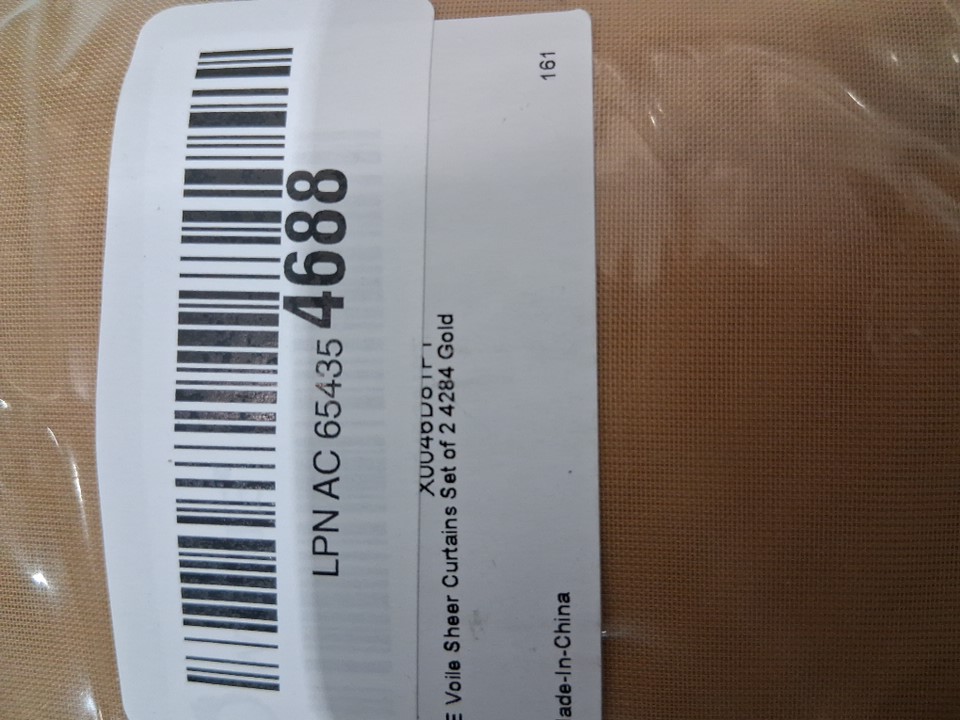 LPN AC 65435 4688
E Voile Sheer Curtains Set of 2 4284 Gold
ade-In-China
161